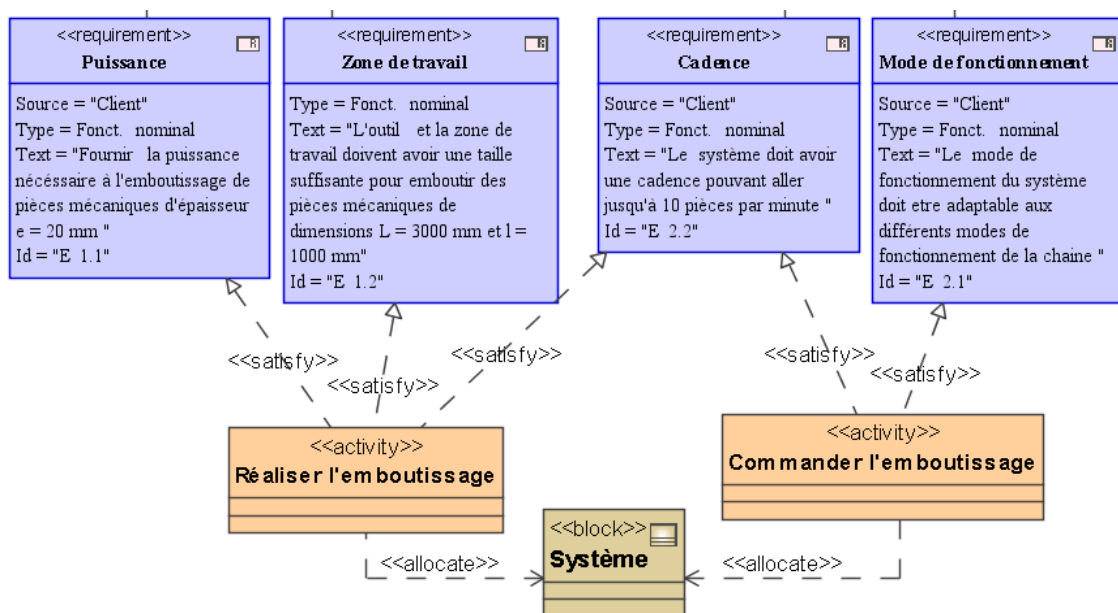 <<requirement>>
Puissance
Source = "Client"
Type = Fonct. nominal
Text = "Fournir la puissance
nécéssaire à l'emboutissage de
pièces mécaniques d'épaisseur
e = 20 mm "
Id = "E 1.1"
<<requirement>>
Zone de travail
Type = Fonct. nominal
Text = "L'outil et la zone de
travail doivent avoir une taille
suffisante pour emboutir des
pièces mécaniques de
dimensions L = 3000 mm et l =
1000 mm"
Id = "E 1.2"
<<requirement>>
Cadence
Source = "Client"
Type = Fonct. nominal
Text = "Le système doit avoir
une cadence pouvant aller
jusqu'à 10 pièces par minute "
Id = "E 2.2"
<<requirement>>
Mode de fonctionnement
Source = "Client"
Type = Fonct. nominal
Text = "Le mode de
fonctionnement du système
doit etre adaptable aux
différents modes de
fonctionnement de la chaine "
Id = "E 2.1"
<<satisfy>>
<<satisfy>>
<<satisfy>>
<<satisfy>>
<<satisfy>>
<<activity>>
Réaliser l'emboutissage
<<activity>>
Commander l'emboutissage
<<allocate>>
<<block>>
Système
<<allocate>>